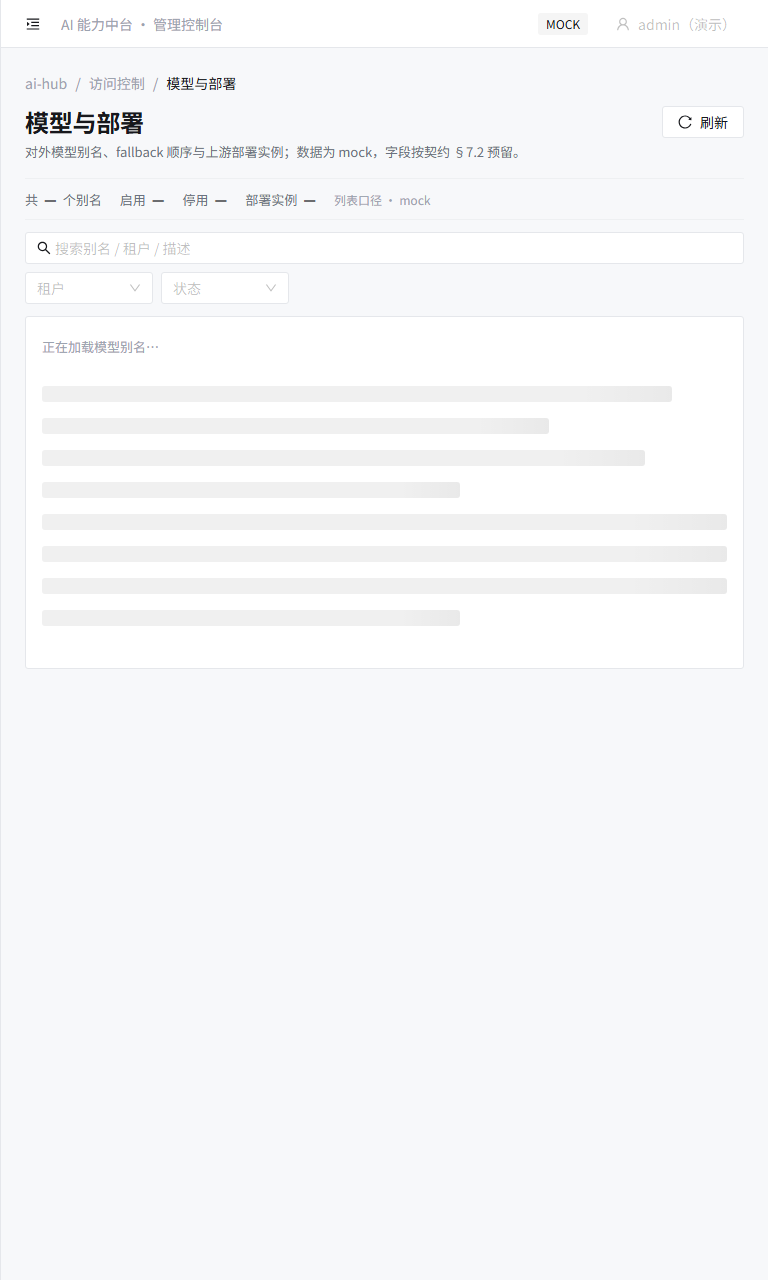 AI 能力中台 · 管理控制台 MOCK admin（演示）
ai-hub / 访问控制 / 模型与部署
模型与部署 刷新
对外模型别名、fallback 顺序与上游部署实例；数据为 mock，字段按契约 §7.2 预留。
共 — 个别名 启用 — 停用 — 部署实例 — 列表口径 · mock
搜索别名 / 租户 / 描述
租户 状态
正在加载模型别名…